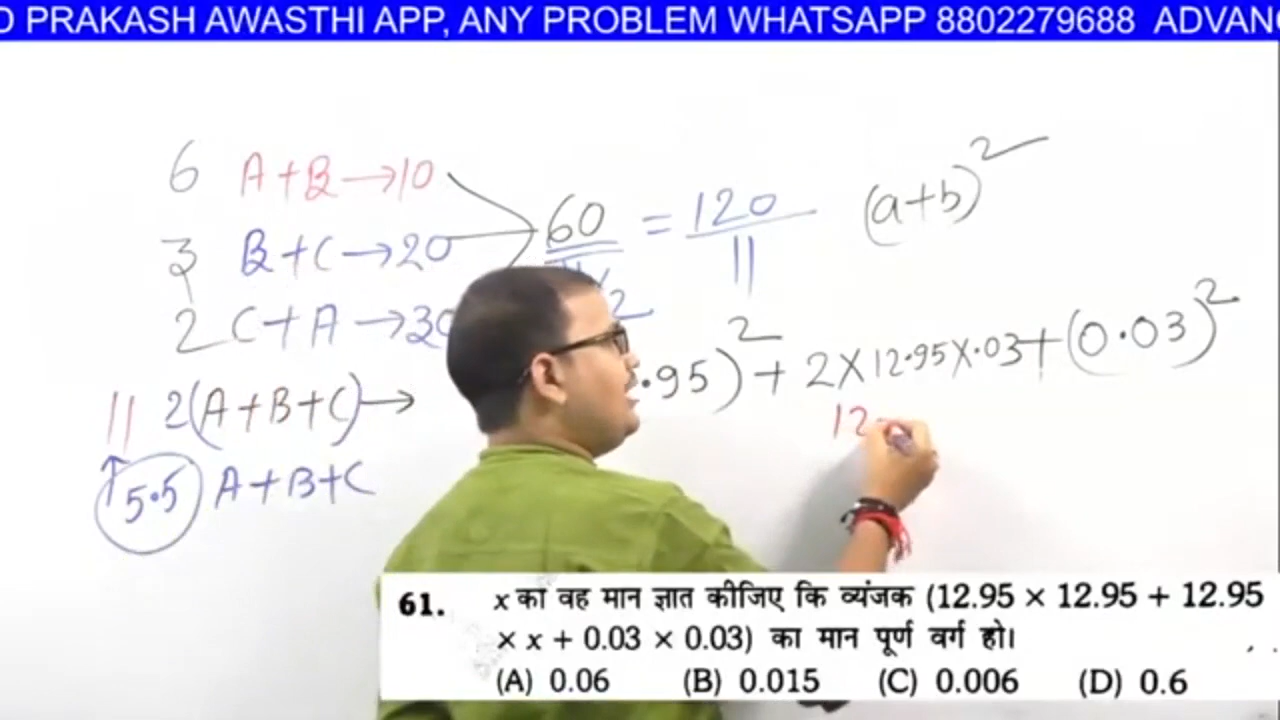 O PRAKASH AWASTHI APP, ANY PROBLEM WHATSAPP 8802279688 ADVANC
6 A+B→10
3 B+C→20
2 C+A→30
60 = 120/11
(a+b)²
11 2(A+B+C)→
5.5 A+B+C
.95)² + 2×12.95×.03+(0.03)²
12
61. x का वह मान ज्ञात कीजिए कि व्यंजक (12.95 × 12.95 + 12.95
× x + 0.03 × 0.03) का मान पूर्ण वर्ग हो।
(A) 0.06 (B) 0.015 (C) 0.006 (D) 0.6